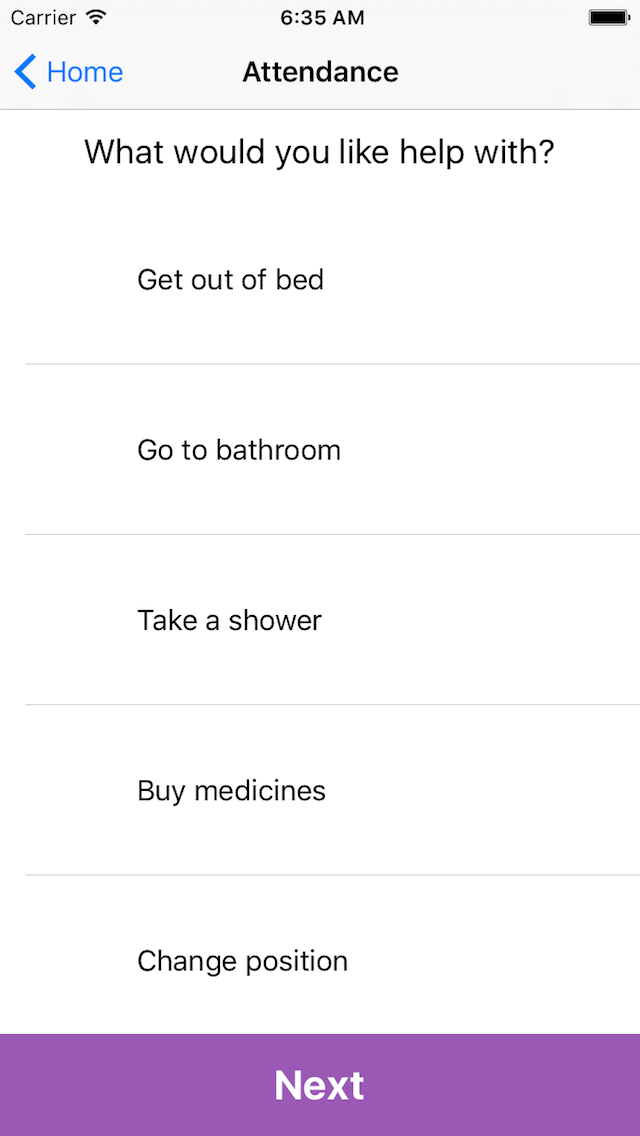 Carrier 6:35 AM
Home Attendance
What would you like help with?
Get out of bed
Go to bathroom
Take a shower
Buy medicines
Change position
Next